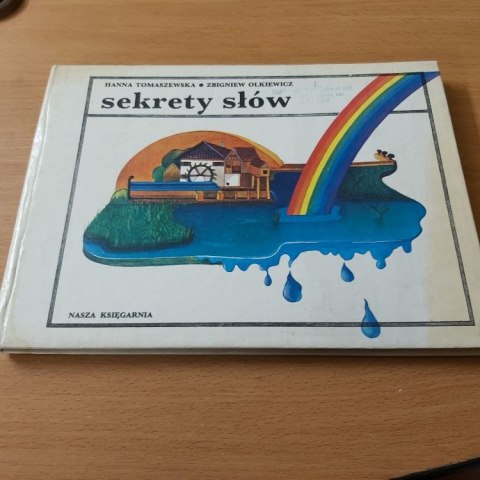 HANNA TOMASZEWSKA • ZBIGNIEW OLKIEWICZ
sekrety słów
NASZA KSIĘGARNIA